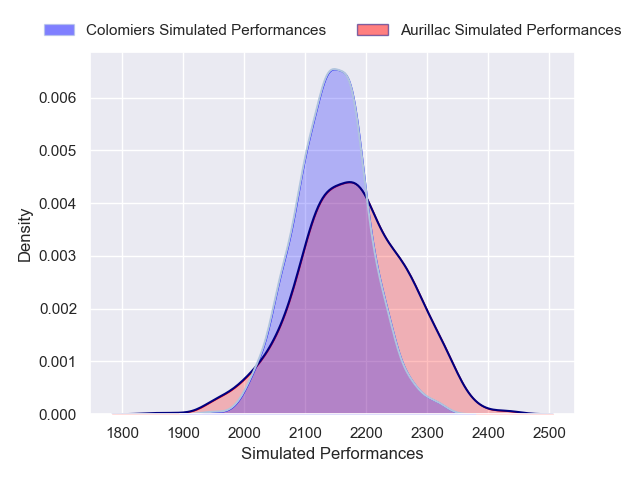 Colomiers Simulated Performances
Aurillac Simulated Performances
0.006
0.005
0.004
0.003
0.002
0.001
0.000
Density
1800 1900 2000 2100 2200 2300 2400 2500
Simulated Performances